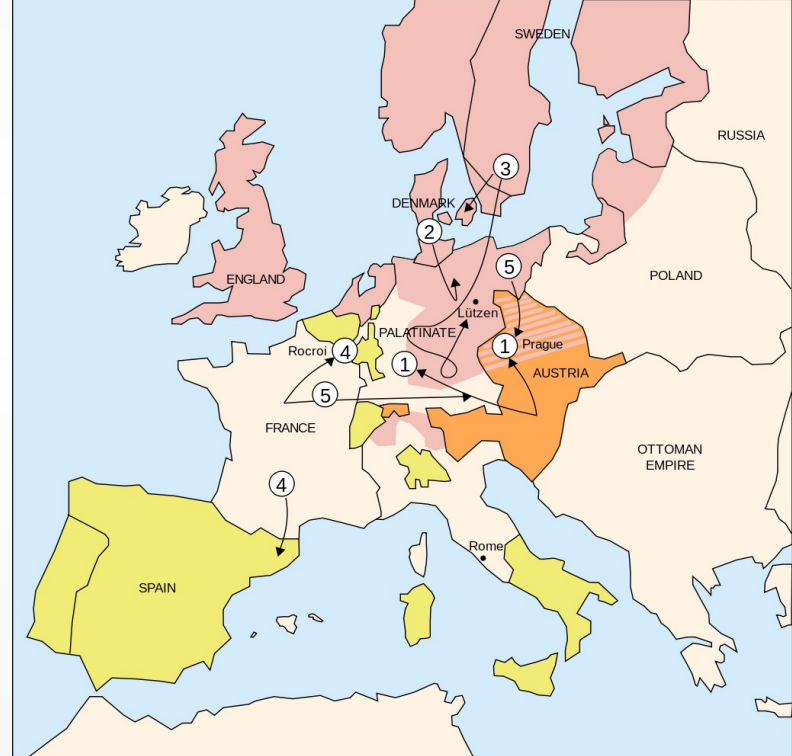 SWEDEN
RUSSIA
3
DENMARK
2
5
POLAND
ENGLAND
Lützen
PALATINATE
Rocroi
4
1
Prague
1
AUSTRIA
5
FRANCE
OTTOMAN
EMPIRE
4
Rome
SPAIN